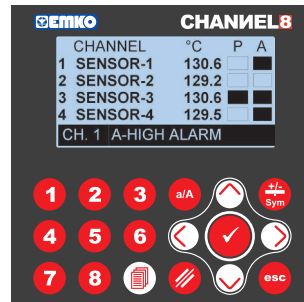 EMKO CHANNEL8
CHANNEL °C P A
1 SENSOR-1 130.6
2 SENSOR-2 129.2
3 SENSOR-3 130.6
4 SENSOR-4 129.5
CH. 1 A-HIGH ALARM
1 2 3 a/A +/- Sym
4 5 6
7 8 esc